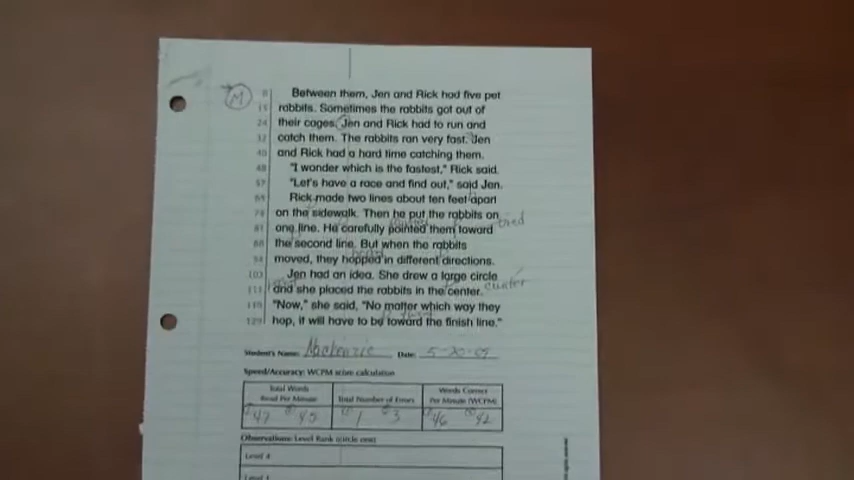 M
0 Between them, Jen and Rick had five pet
15 rabbits. Sometimes the rabbits got out of
24 their cages. Jen and Rick had to run and
32 catch them. The rabbits ran very fast. Jen
40 and Rick had a hard time catching them.
48 "I wonder which is the fastest," Rick said.
57 "Let's have a race and find out," said Jen.
65 Rick made two lines about ten feet apart
74 on the sidewalk. Then he put the rabbits on
81 one line. He carefully pointed them toward
88 the second line. But when the rabbits
94 moved, they hopped in different directions.
103 Jen had an idea. She drew a large circle
111 and she placed the rabbits in the center.
119 "Now," she said, "No matter which way they
129 hop, it will have to be toward the finish line."
Student's Name: Mackenzie Date: 5-20-09
Speed/Accuracy: WCPM score calculation
Total Words Read Per Minute Total Number of Errors Words Correct Per Minute (WCPM)
47 45 1 3 46 42
Observations: Level Rank (circle one)
Level 4